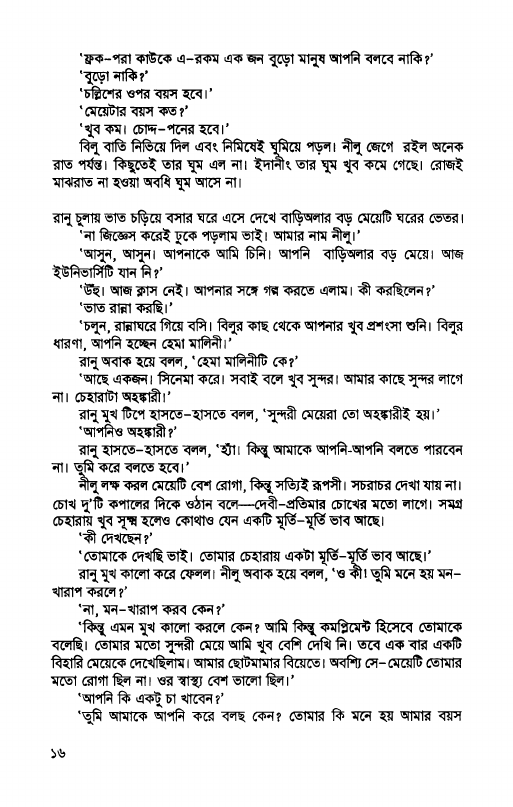 ‘ফ্রক-পরা কাউকে এ-রকম এক জন বুড়ো মানুষ আপনি বলবে নাকি?’
‘বুড়ো নাকি?’
‘চল্লিশের ওপর বয়স হবে।’
‘মেয়েটার বয়স কত?’
‘খুব কম। চোদ্দ-পনের হবে।’
বিলু বাতি নিভিয়ে দিল এবং নিমিষেই ঘুমিয়ে পড়ল। নীলু জেগে রইল অনেক
রাত পর্যন্ত। কিছুতেই তার ঘুম এল না। ইদানীং তার ঘুম খুব কমে গেছে। রোজই
মাঝরাত না হওয়া অবধি ঘুম আসে না।
রানু চুলায় ভাত চড়িয়ে বসার ঘরে এসে দেখে বাড়িঅলার বড় মেয়েটি ঘরের ভেতর।
‘না জিজ্ঞেস করেই ঢুকে পড়লাম ভাই। আমার নাম নীলু।’
‘আসুন, আসুন। আপনাকে আমি চিনি। আপনি বাড়িঅলার বড় মেয়ে। আজ
ইউনিভার্সিটি যান নি?’
‘উঁহু। আজ ক্লাস নেই। আপনার সঙ্গে গল্প করতে এলাম। কী করছিলেন?’
‘ভাত রান্না করছি।’
‘চলুন, রান্নাঘরে গিয়ে বসি। বিলুর কাছ থেকে আপনার খুব প্রশংসা শুনি। বিলুর
ধারণা, আপনি হচ্ছেন হেমা মালিনী।’
রানু অবাক হয়ে বলল, ‘হেমা মালিনীটি কে?’
‘আছে একজন। সিনেমা করে। সবাই বলে খুব সুন্দর। আমার কাছে সুন্দর লাগে
না। চেহারাটা অহঙ্কারী।’
রানু মুখ টিপে হাসতে-হাসতে বলল, ‘সুন্দরী মেয়েরা তো অহঙ্কারীই হয়।’
‘আপনিও অহঙ্কারী?’
রানু হাসতে-হাসতে বলল, ‘হ্যাঁ। কিন্তু আমাকে আপনি-আপনি বলতে পারবেন
না। তুমি করে বলতে হবে।’
নীলু লক্ষ করল মেয়েটি বেশ রোগা, কিন্তু সত্যিই রূপসী। সচরাচর দেখা যায় না।
চোখ দু’টি কপালের দিকে ওঠান বলে—দেবী-প্রতিমার চোখের মতো লাগে। সমগ্র
চেহারায় খুব সূক্ষ্ম হলেও কোথাও যেন একটি মূর্তি-মূর্তি ভাব আছে।
‘কী দেখছেন?’
‘তোমাকে দেখছি ভাই। তোমার চেহারায় একটা মূর্তি-মূর্তি ভাব আছে।’
রানু মুখ কালো করে ফেলল। নীলু অবাক হয়ে বলল, ‘ও কী! তুমি মনে হয় মন-
খারাপ করলে?’
‘না, মন-খারাপ করব কেন?’
‘কিন্তু এমন মুখ কালো করলে কেন? আমি কিন্তু কমপ্লিমেন্ট হিসেবে তোমাকে
বলেছি। তোমার মতো সুন্দরী মেয়ে আমি খুব বেশি দেখি নি। তবে এক বার একটি
বিহারি মেয়েকে দেখেছিলাম। আমার ছোটমামার বিয়েতে। অবশ্যি সে-মেয়েটি তোমার
মতো রোগা ছিল না। ওর স্বাস্থ্য বেশ ভালো ছিল।’
‘আপনি কি একটু চা খাবেন?’
‘তুমি আমাকে আপনি করে বলছ কেন? তোমার কি মনে হয় আমার বয়স
১৬